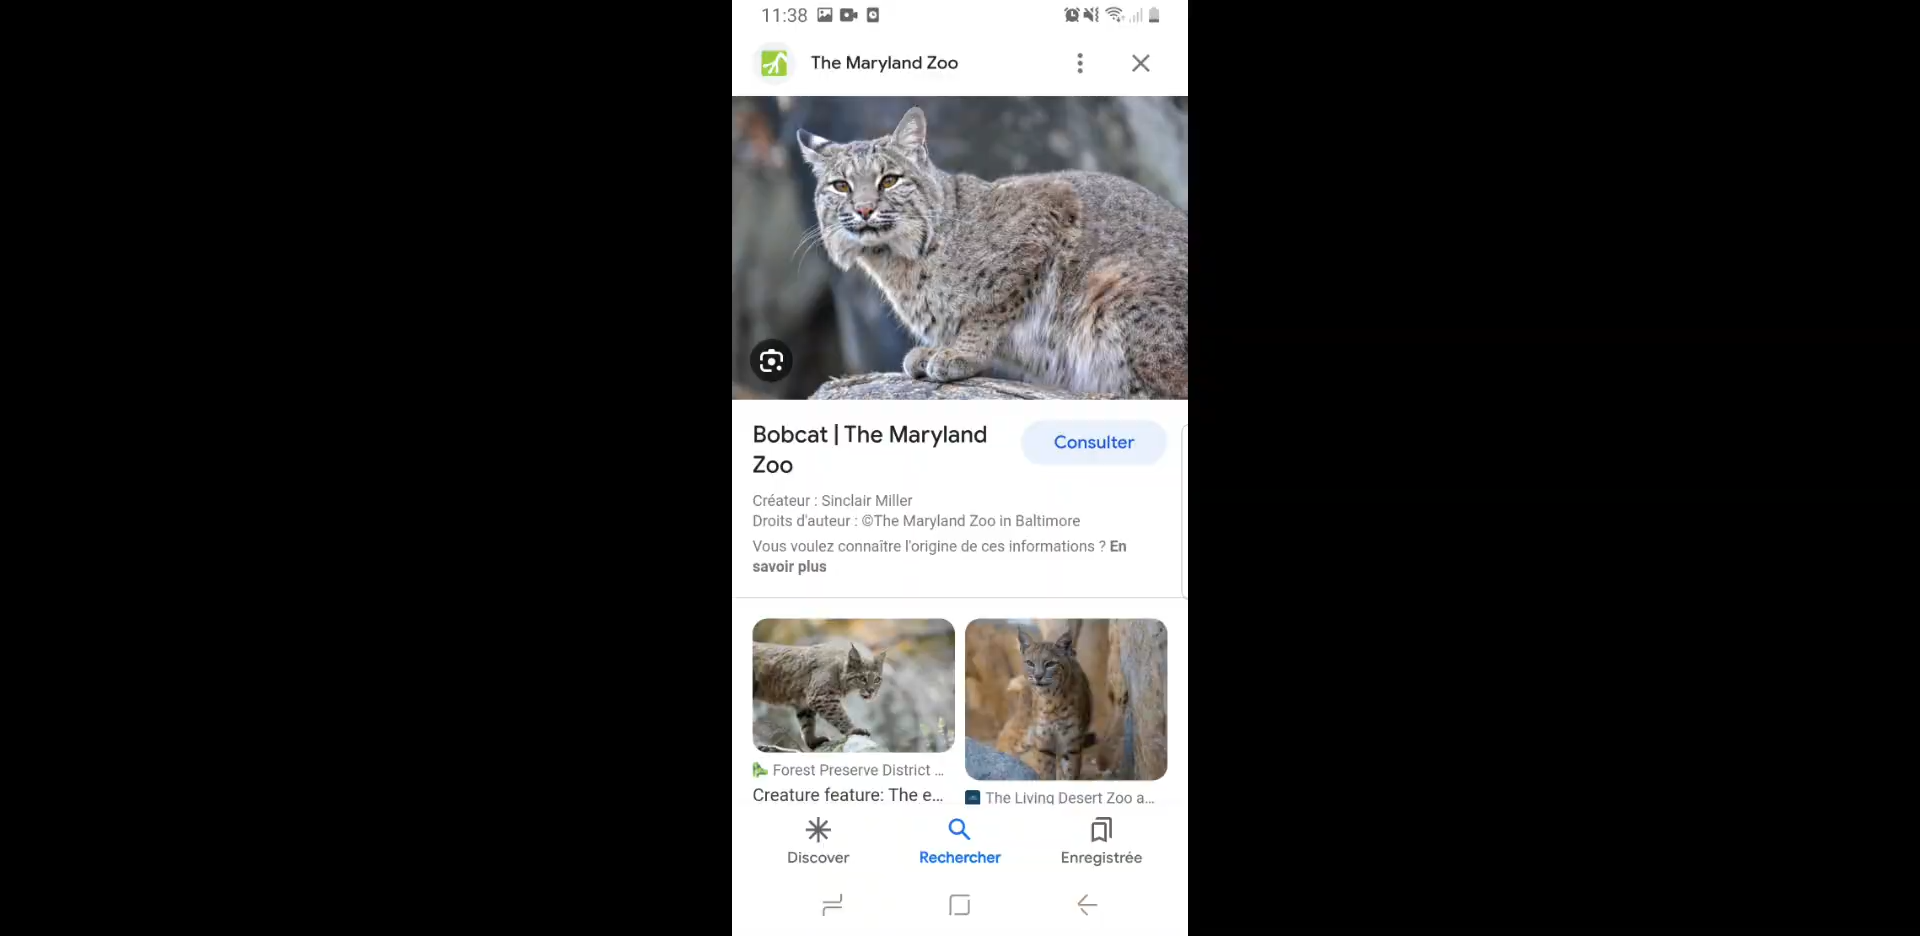 11:38
The Maryland Zoo
Bobcat | The Maryland
Zoo
Consulter
Créateur : Sinclair Miller
Droits d'auteur : ©The Maryland Zoo in Baltimore
Vous voulez connaître l'origine de ces informations ? En
savoir plus
Forest Preserve District ...
Creature feature: The e...
The Living Desert Zoo a...
Discover
Rechercher
Enregistrée